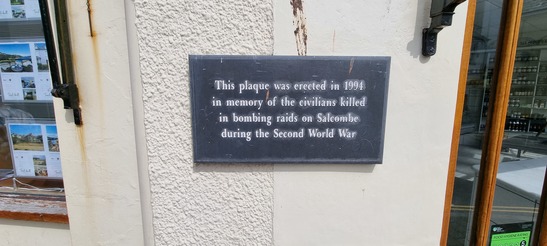 This plaque was erected in 1994
in memory of the civilians killed
in bombing raids on Salcombe
during the Second World War